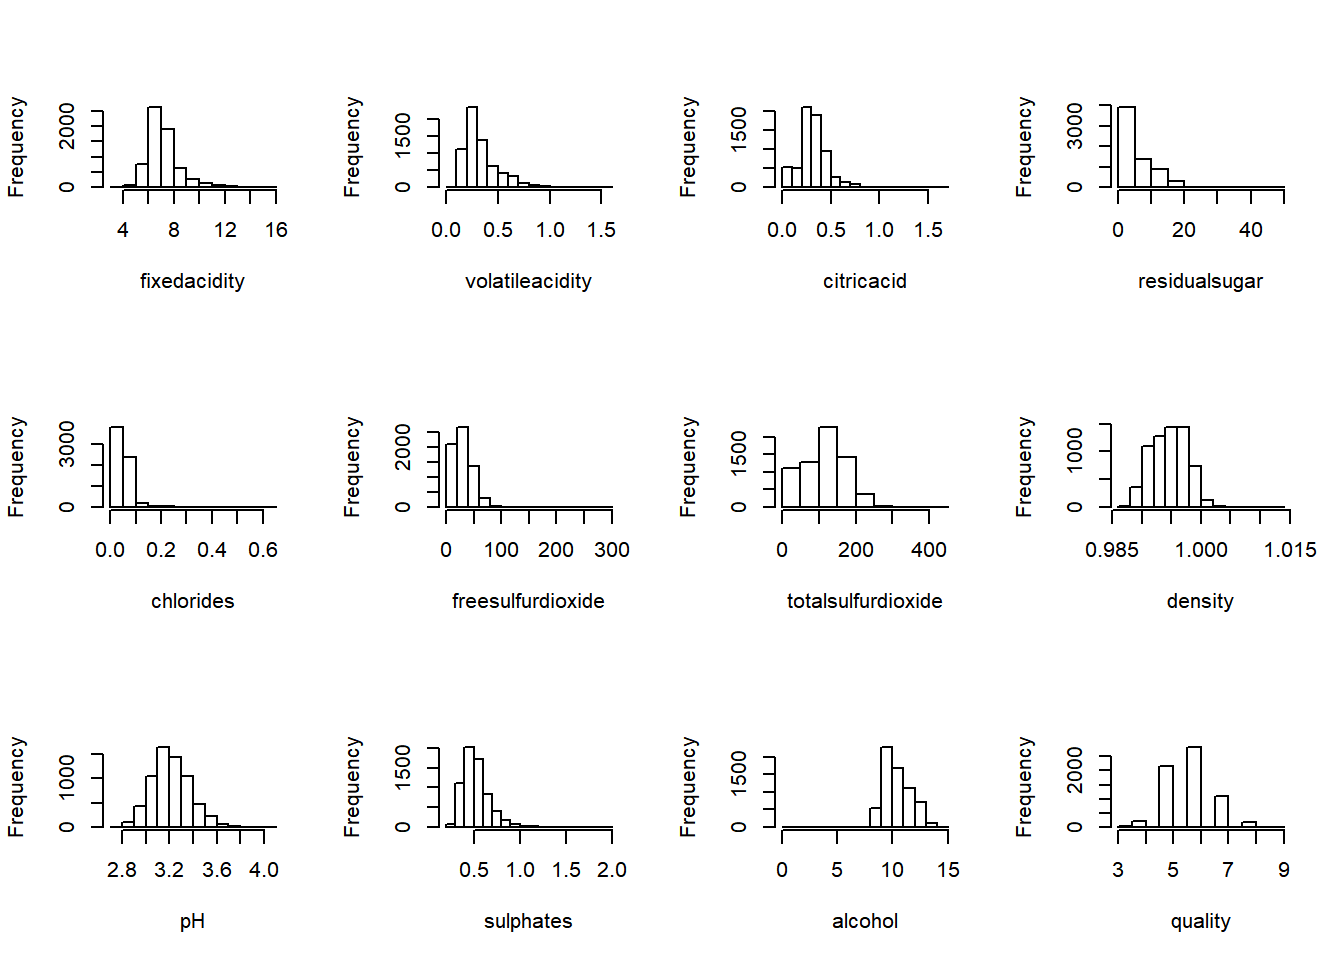 Frequency
2000
0
4 8 12 16
fixedacidity
Frequency
1500
0
0.0 0.5 1.0 1.5
volatileacidity
Frequency
1500
0
0.0 0.5 1.0 1.5
citricacid
Frequency
3000
0
0 20 40
residualsugar
Frequency
3000
0
0.0 0.2 0.4 0.6
chlorides
Frequency
2000
0
0 100 200 300
freesulfurdioxide
Frequency
1500
0
0 200 400
totalsulfurdioxide
Frequency
1000
0
0.985 1.000 1.015
density
Frequency
1000
0
2.8 3.2 3.6 4.0
pH
Frequency
1500
0
0.5 1.0 1.5 2.0
sulphates
Frequency
1500
0
0 5 10 15
alcohol
Frequency
2000
0
3 5 7 9
quality